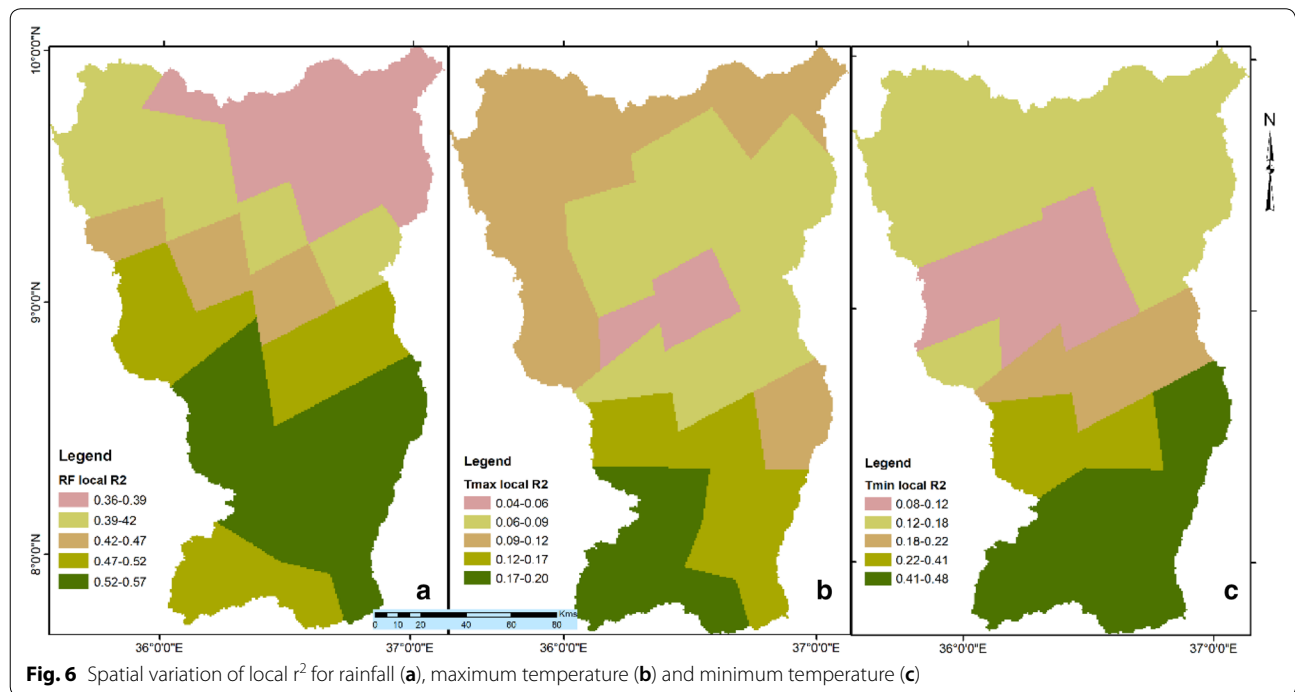 10°0'0"N
9°0'0"N
8°0'0"N
Legend
RF local R2
0.36-0.39
0.39-42
0.42-0.47
0.47-0.52
0.52-0.57
a
Legend
Tmax local R2
0.04-0.06
0.06-0.09
0.09-0.12
0.12-0.17
0.17-0.20
b
Legend
Tmin local R2
0.08-0.12
0.12-0.18
0.18-0.22
0.22-0.41
0.41-0.48
c
N
Kms
0 10 20 40 60 80
36°0'0"E 37°0'0"E 36°0'0"E 37°0'0"E 36°0'0"E 37°0'0"E
Fig. 6 Spatial variation of local r² for rainfall (a), maximum temperature (b) and minimum temperature (c)